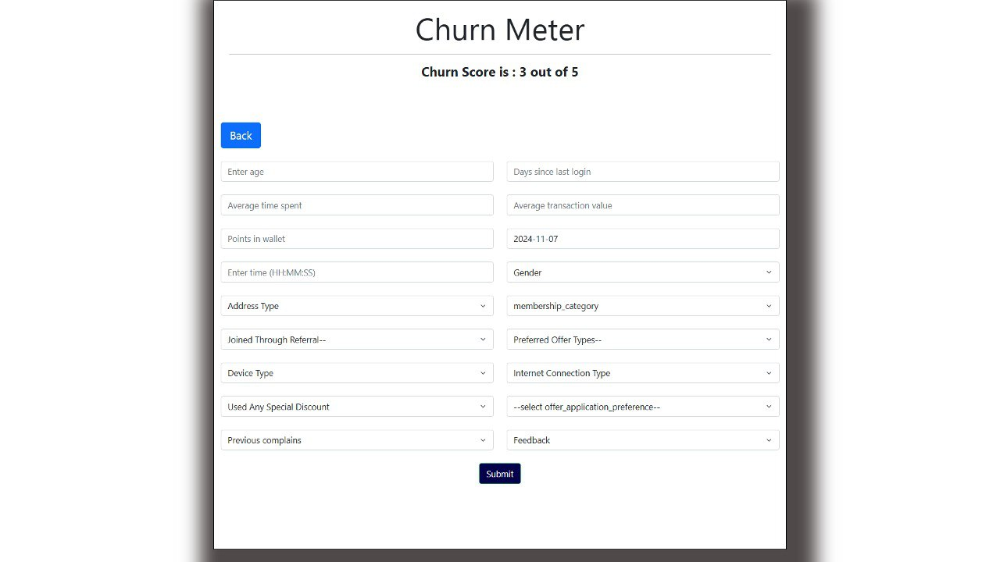 Churn Meter
Churn Score is : 3 out of 5
Back
Enter age
Days since last login
Average time spent
Average transaction value
Points in wallet
2024-11-07
Enter time (HH:MM:SS)
Gender
Address Type
membership_category
Joined Through Referral--
Preferred Offer Types--
Device Type
Internet Connection Type
Used Any Special Discount
--select offer_application_preference--
Previous complains
Feedback
Submit